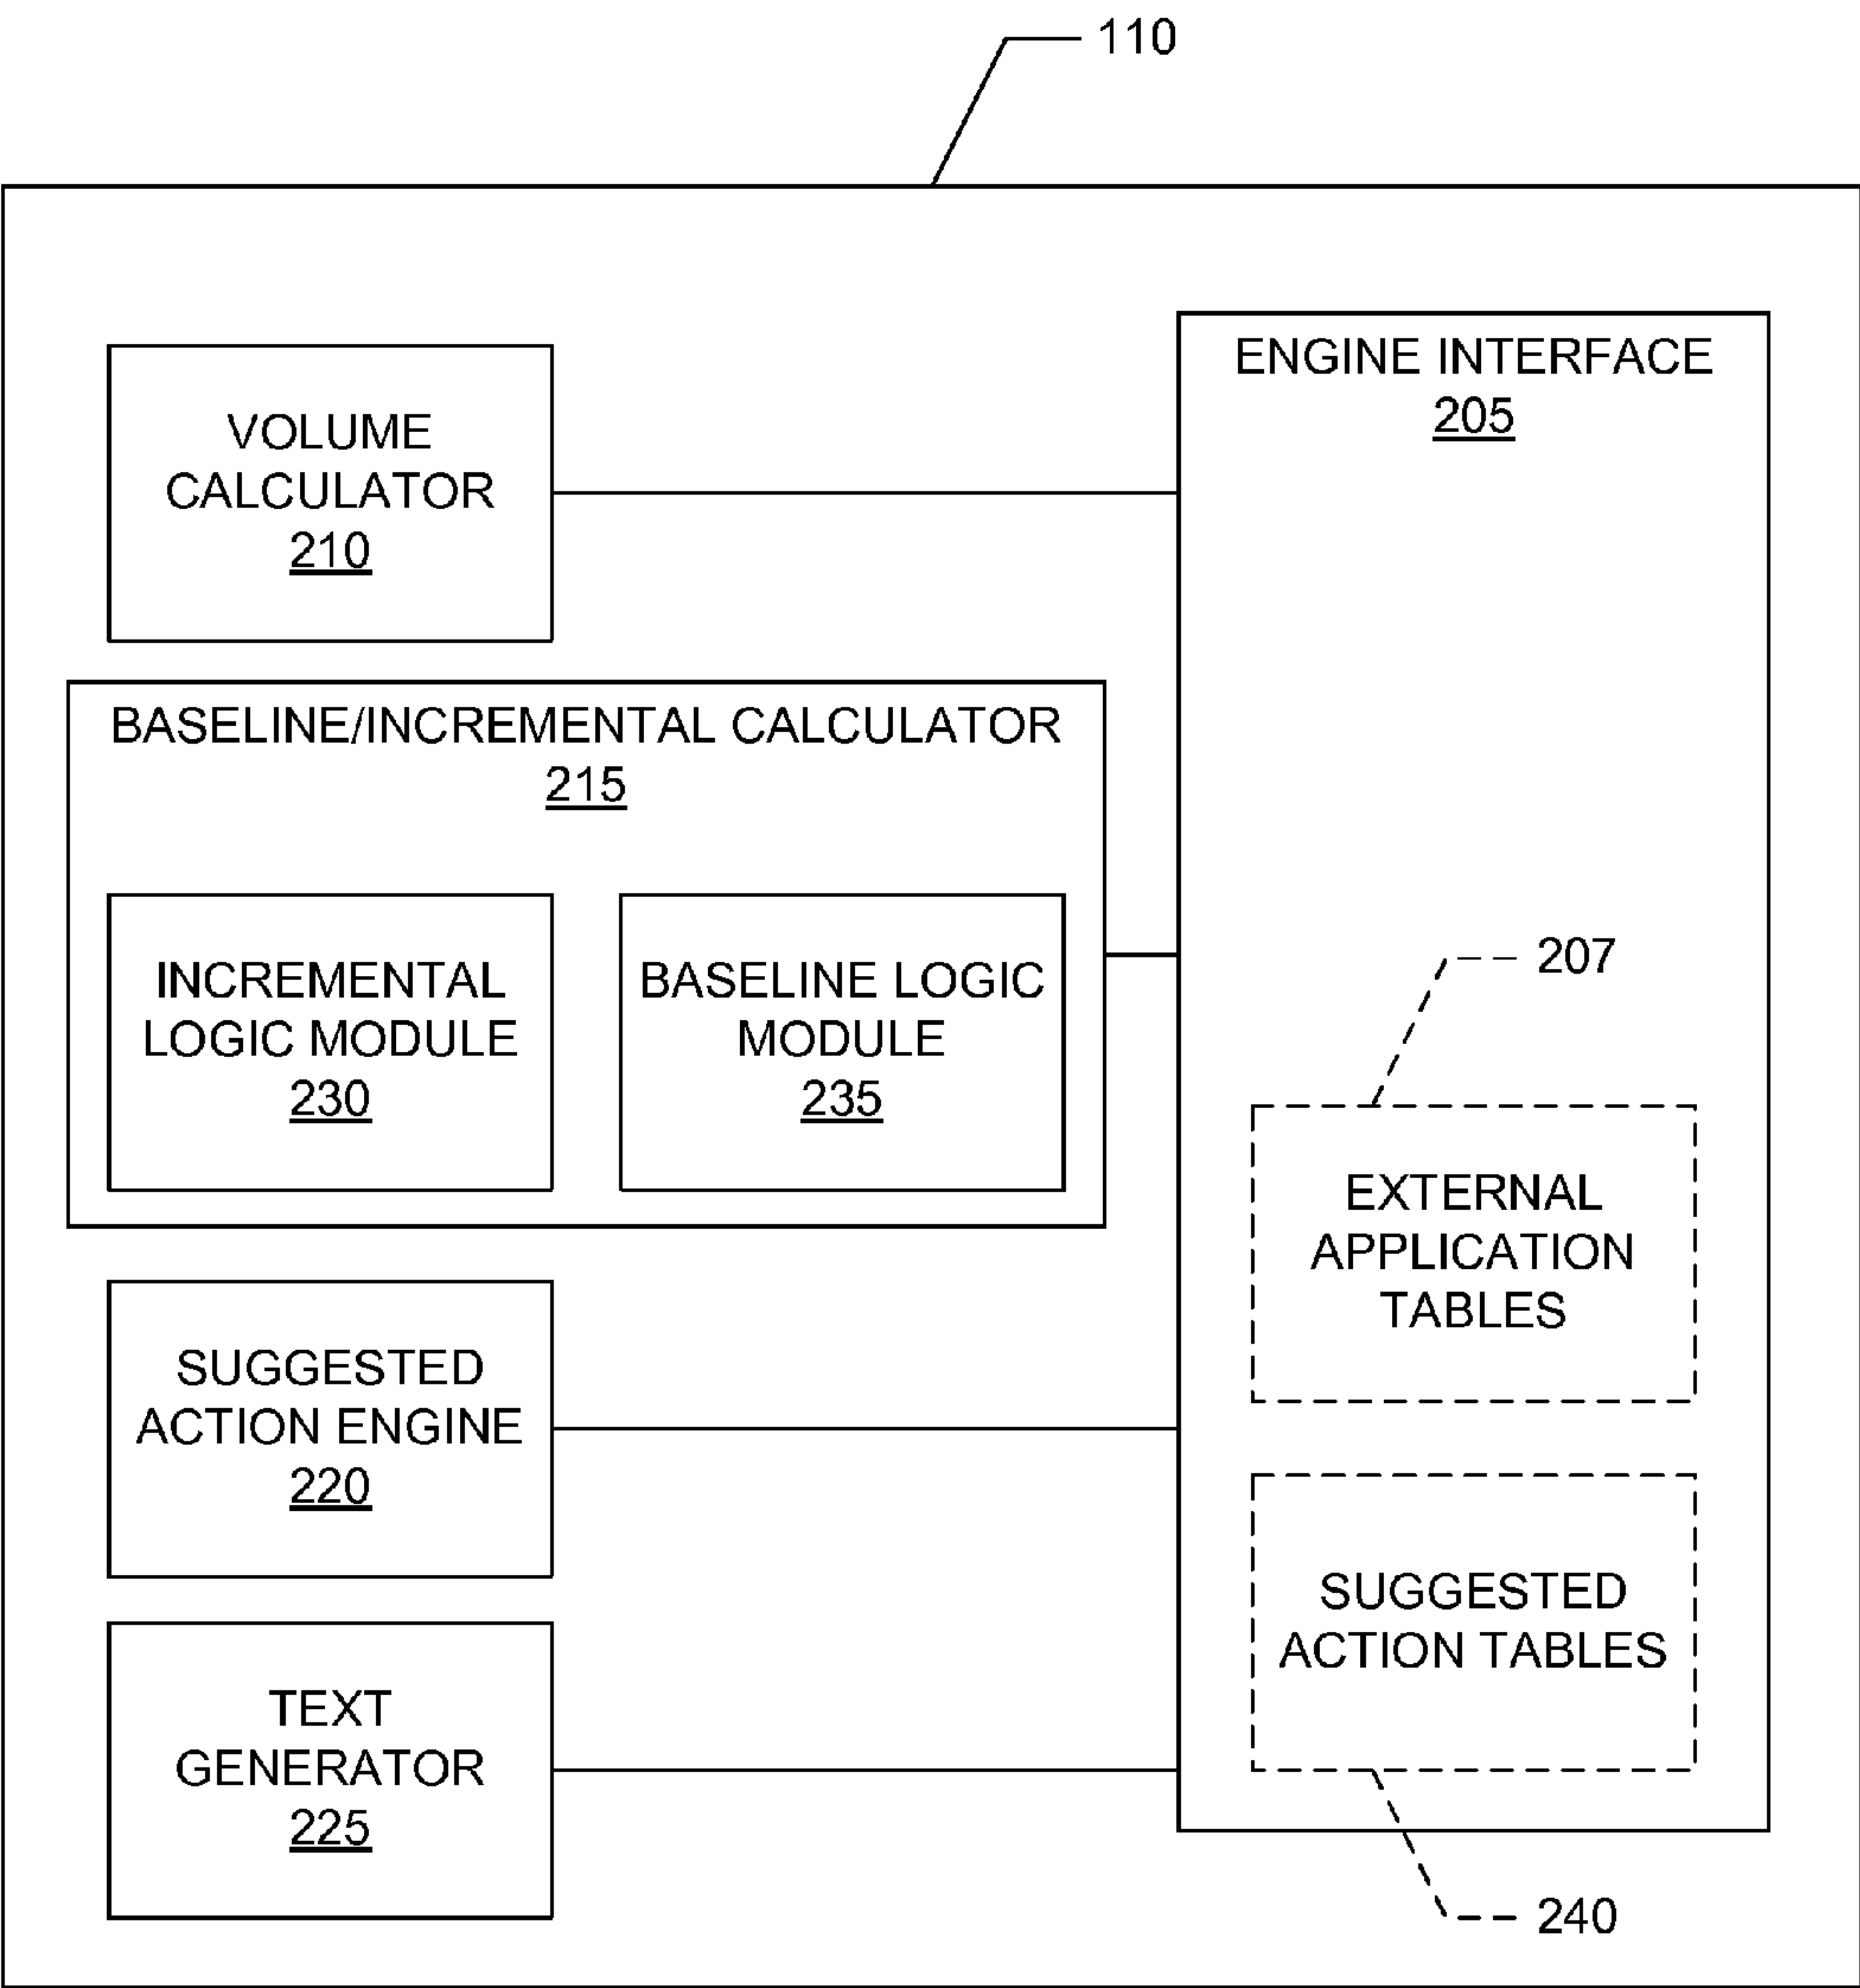 110
VOLUME
CALCULATOR
210
BASELINE/INCREMENTAL CALCULATOR
215
INCREMENTAL
LOGIC MODULE
230
BASELINE LOGIC
MODULE
235
SUGGESTED
ACTION ENGINE
220
TEXT
GENERATOR
225
ENGINE INTERFACE
205
207
EXTERNAL
APPLICATION
TABLES
SUGGESTED
ACTION TABLES
240